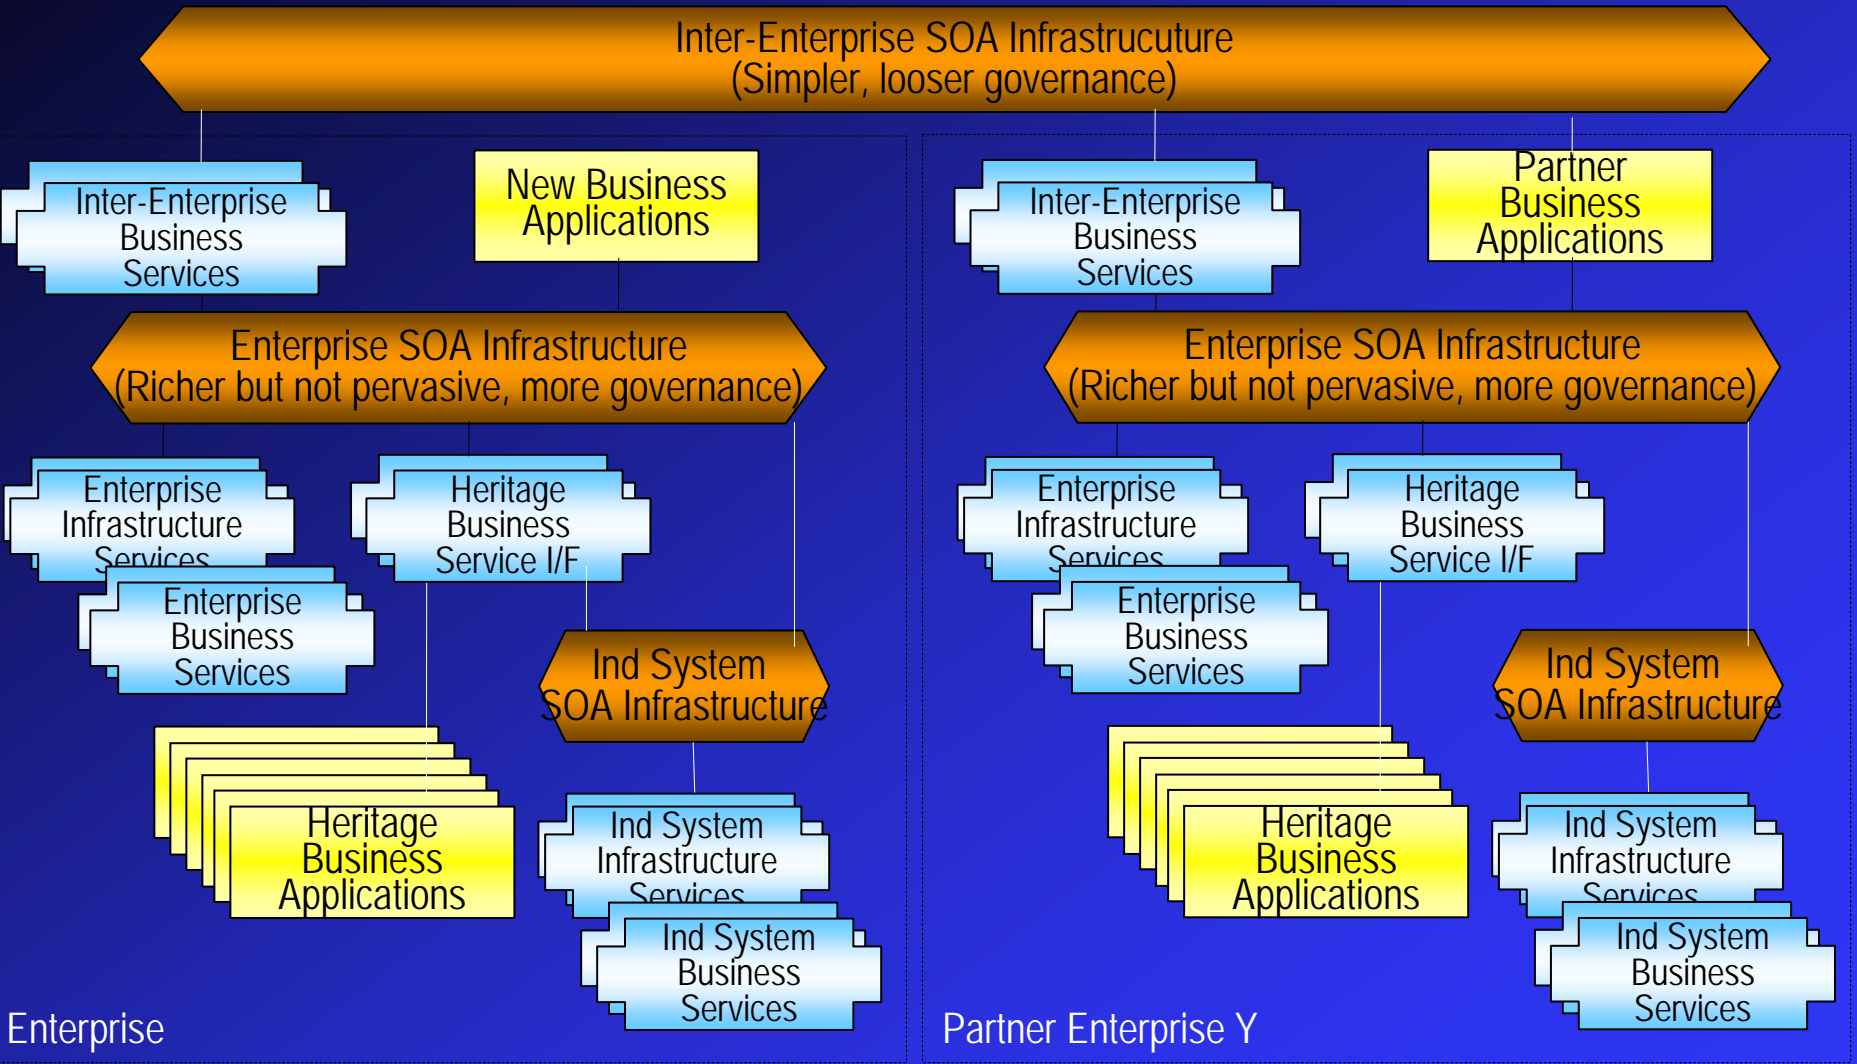 Inter-Enterprise SOA Infrastrucuture
(Simpler, looser governance)
Inter-Enterprise
Business
Services
New Business
Applications
Enterprise SOA Infrastructure
(Richer but not pervasive, more governance)
Enterprise
Infrastructure
Services
Heritage
Business
Service I/F
Enterprise
Business
Services
Ind System
SOA Infrastructure
Heritage
Business
Applications
Ind System
Infrastructure
Services
Ind System
Business
Services
Enterprise
Inter-Enterprise
Business
Services
Partner
Business
Applications
Enterprise SOA Infrastructure
(Richer but not pervasive, more governance)
Enterprise
Infrastructure
Services
Heritage
Business
Service I/F
Enterprise
Business
Services
Ind System
SOA Infrastructure
Heritage
Business
Applications
Ind System
Infrastructure
Services
Ind System
Business
Services
Partner Enterprise Y